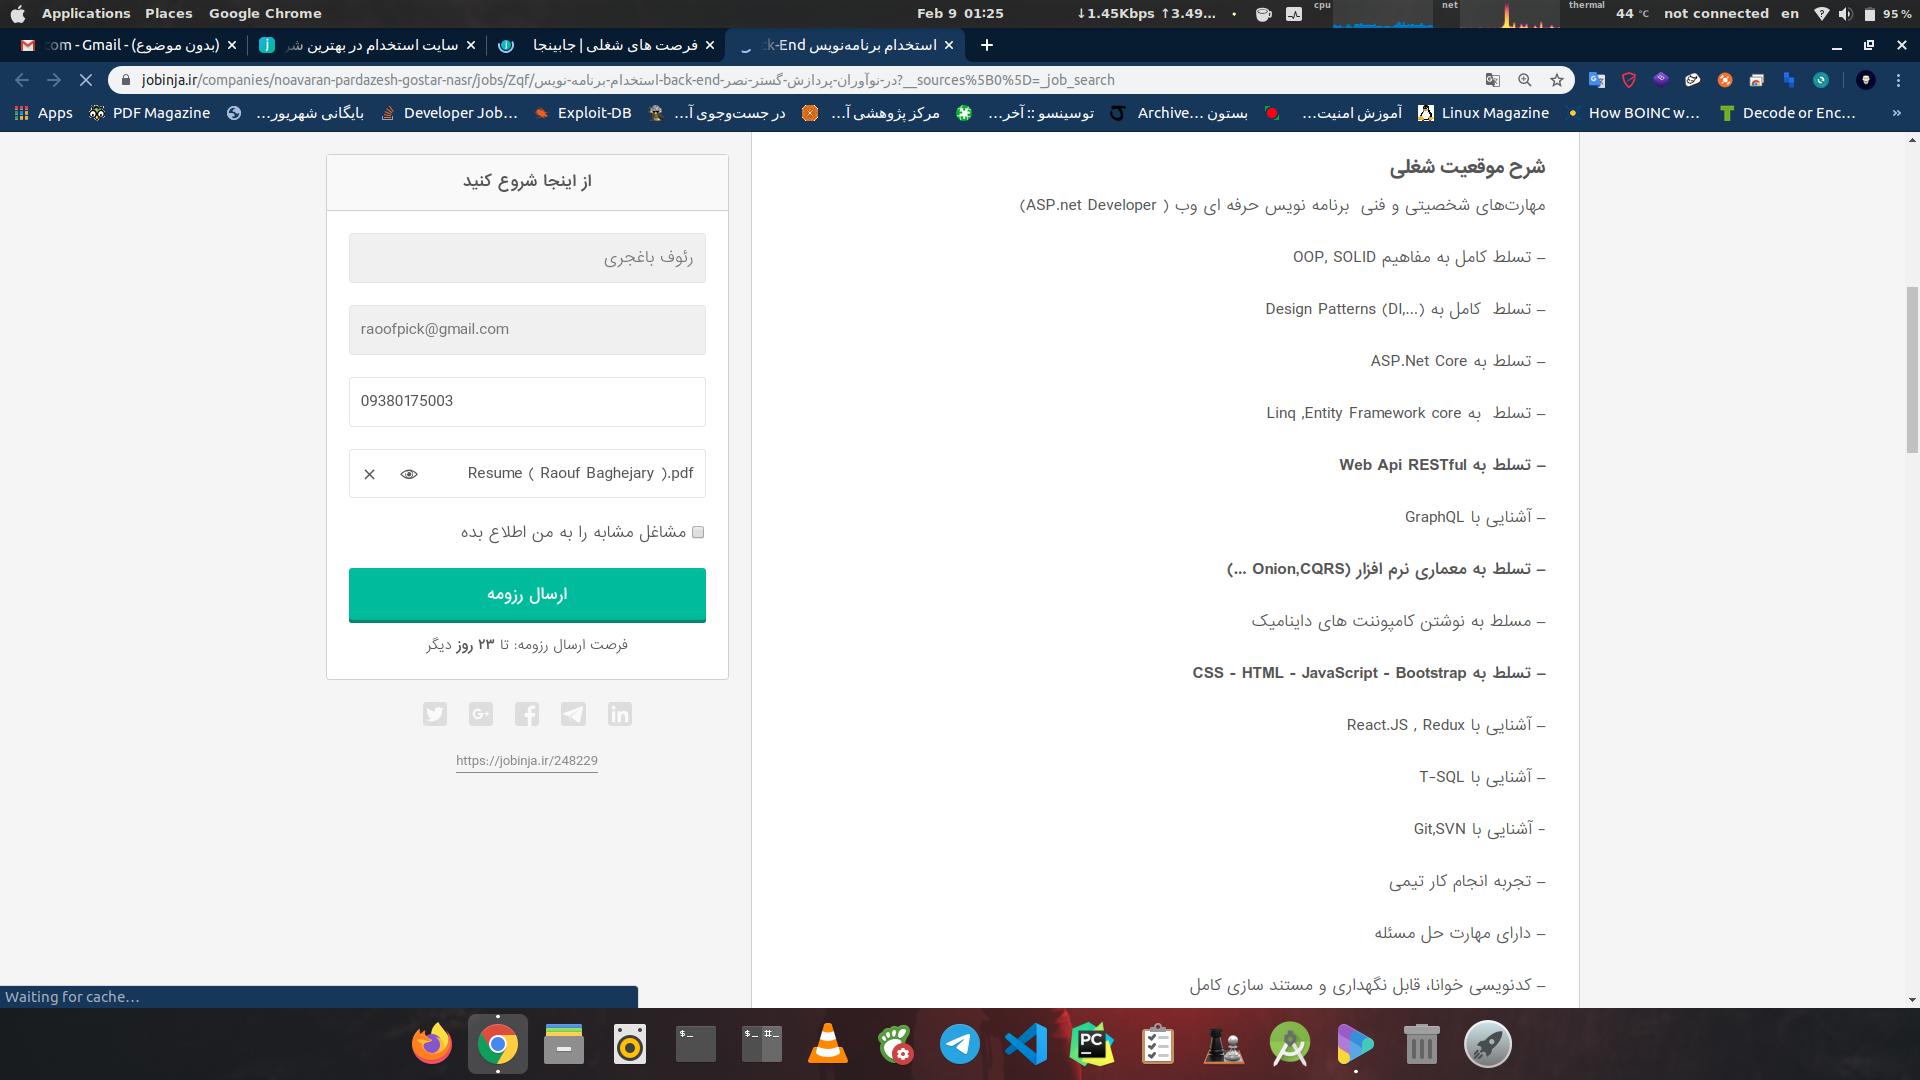 Applications Places Google Chrome Feb 9 01:25 ↓1.45Kbps ↑3.49... cpu net thermal 44 °C not connected en 95 %
com - Gmail - (بدون موضوع)
سایت استخدام در بهترین شر
فرصت های شغلی | جابینجا
استخدام برنامه‌نویس ck-End
jobinja.ir/companies/noavaran-pardazesh-gostar-nasr/jobs/Zqf/استخدام-برنامه-نویس-back-end-در-نوآوران-پردازش-گستر-نصر?__sources%5B0%5D=_job_search
Apps PDF Magazine بایگانی شهریور... Developer Job... Exploit-DB در جست‌وجوی آ... مرکز پژوهشی آ... توسینسو :: آخر... Archive... بستون آموزش امنیت... Linux Magazine How BOINC w... Decode or Enc... »
از اینجا شروع کنید
رئوف باغجری
raoofpick@gmail.com
09380175003
Resume ( Raouf Baghejary ).pdf
مشاغل مشابه را به من اطلاع بده
ارسال رزومه
فرصت ارسال رزومه: تا ۲۳ روز دیگر
https://jobinja.ir/248229
شرح موقعیت شغلی
مهارت‌های شخصیتی و فنی برنامه نویس حرفه ای وب ( ASP.net Developer)
– تسلط کامل به مفاهیم OOP, SOLID
– تسلط کامل به Design Patterns (DI,...)
– تسلط به ASP.Net Core
– تسلط به Linq ,Entity Framework core
– تسلط به Web Api RESTful
– آشنایی با GraphQL
– تسلط به معماری نرم افزار (Onion,CQRS ...)
– مسلط به نوشتن کامپوننت های داینامیک
– تسلط به CSS - HTML - JavaScript - Bootstrap
– آشنایی با React.JS , Redux
– آشنایی با T-SQL
- آشنایی با Git,SVN
– تجربه انجام کار تیمی
– دارای مهارت حل مسئله
– کدنویسی خوانا، قابل نگهداری و مستند سازی کامل
Waiting for cache...